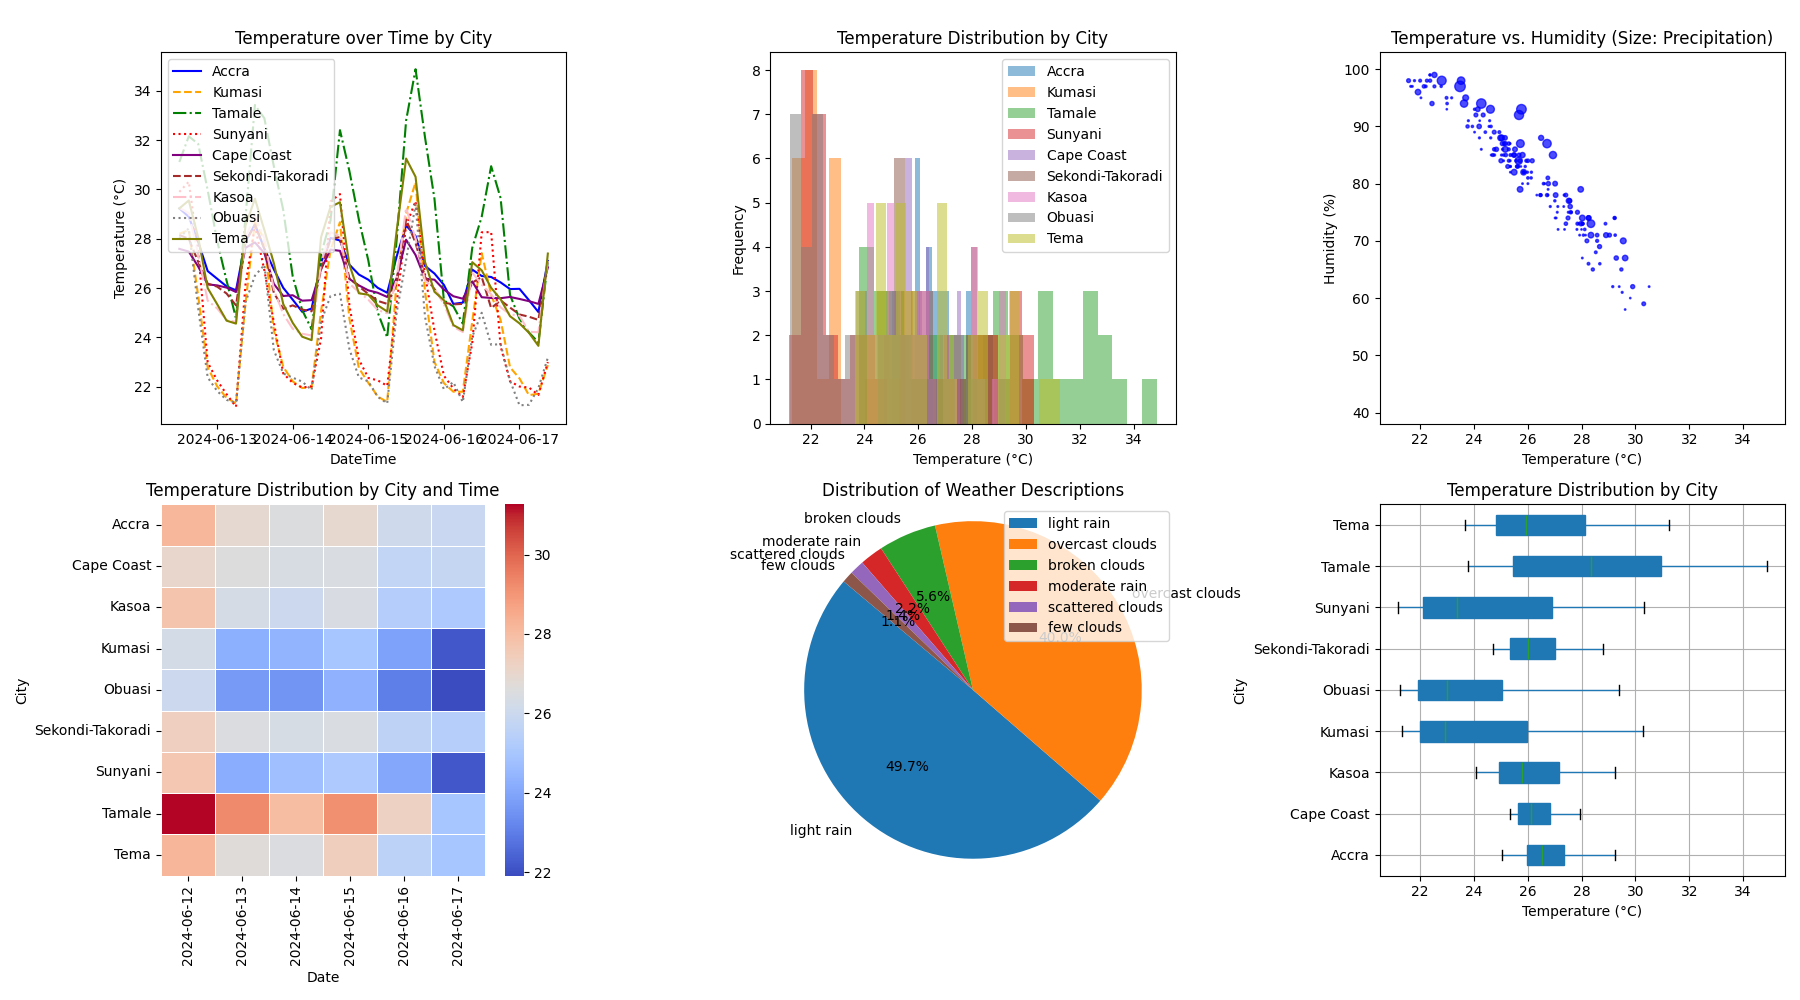 Temperature over Time by City
Temperature (°C)
34
32
30
28
26
24
22
Accra
Kumasi
Tamale
Sunyani
Cape Coast
Sekondi-Takoradi
Kasoa
Obuasi
Tema
2024-06-13 2024-06-14 2024-06-15 2024-06-16 2024-06-17
DateTime
Temperature Distribution by City
Frequency
8
7
6
5
4
3
2
1
0
Accra
Kumasi
Tamale
Sunyani
Cape Coast
Sekondi-Takoradi
Kasoa
Obuasi
Tema
22 24 26 28 30 32 34
Temperature (°C)
Temperature vs. Humidity (Size: Precipitation)
Humidity (%)
100
90
80
70
60
50
40
22 24 26 28 30 32 34
Temperature (°C)
Temperature Distribution by City and Time
City
Accra
Cape Coast
Kasoa
Kumasi
Obuasi
Sekondi-Takoradi
Sunyani
Tamale
Tema
2024-06-12
2024-06-13
2024-06-14
2024-06-15
2024-06-16
2024-06-17
Date
30
28
26
24
22
Distribution of Weather Descriptions
broken clouds
moderate rain
scattered clouds
few clouds
overcast clouds
light rain
5.6%
2.2%
1.4%
1.1%
40.0%
49.7%
light rain
overcast clouds
broken clouds
moderate rain
scattered clouds
few clouds
Temperature Distribution by City
City
Tema
Tamale
Sunyani
Sekondi-Takoradi
Obuasi
Kumasi
Kasoa
Cape Coast
Accra
22 24 26 28 30 32 34
Temperature (°C)